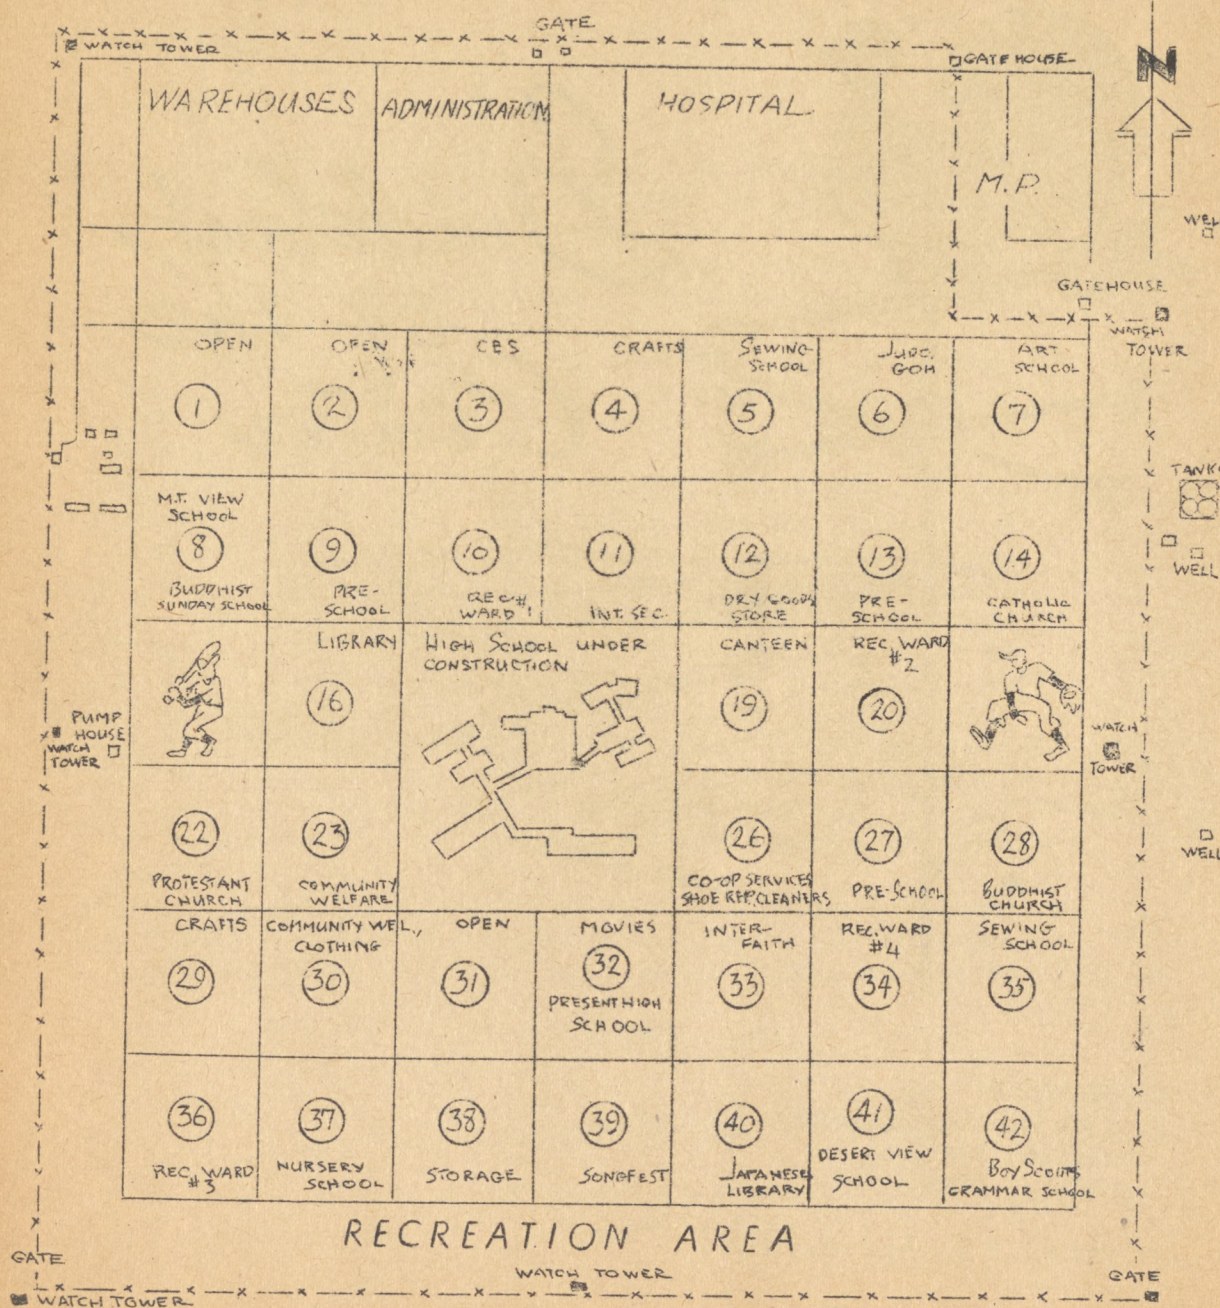 GATE
WATCH TOWER
GATE HOUSE
N
WAREHOUSES
ADMINISTRATION
HOSPITAL
M.P.
WEL
GATEHOUSE
WATCH
TOWER
OPEN
1
OPEN
2
CES
3
CRAFTS
4
SEWING
SCHOOL
5
JUDO,
GOH
6
ART
SCHOOL
7
TANK
M.T. VIEW
SCHOOL
8
BUDDHIST
SUNDAY SCHOOL
9
PRE-
SCHOOL
10
REC. #
WARD 1
11
INT. SEC.
12
DRY GOODS
STORE
13
PRE-
SCHOOL
14
CATHOLIC
CHURCH
WELL
PUMP
HOUSE
WATCH
TOWER
LIBRARY
16
HIGH SCHOOL UNDER
CONSTRUCTION
CANTEEN
19
REC. WARD
#2
20
WATCH
TOWER
22
PROTESTANT
CHURCH
23
COMMUNITY
WELFARE
26
CO-OP SERVICES
SHOE REP. CLEANERS
27
PRE-SCHOOL
28
BUDDHIST
CHURCH
WELL
CRAFTS
29
COMMUNITY WEL.,
CLOTHING
30
OPEN
31
MOVIES
32
PRESENT HIGH
SCHOOL
INTER-
FAITH
33
REC. WARD
#4
34
SEWING
SCHOOL
35
36
REC. WARD
#3
37
NURSERY
SCHOOL
38
STORAGE
39
SONGFEST
40
JAPANESE
LIBRARY
41
DESERT VIEW
SCHOOL
42
BOY SCOUTS
GRAMMAR SCHOOL
RECREATION AREA
GATE
WATCH TOWER
WATCH TOWER
GATE